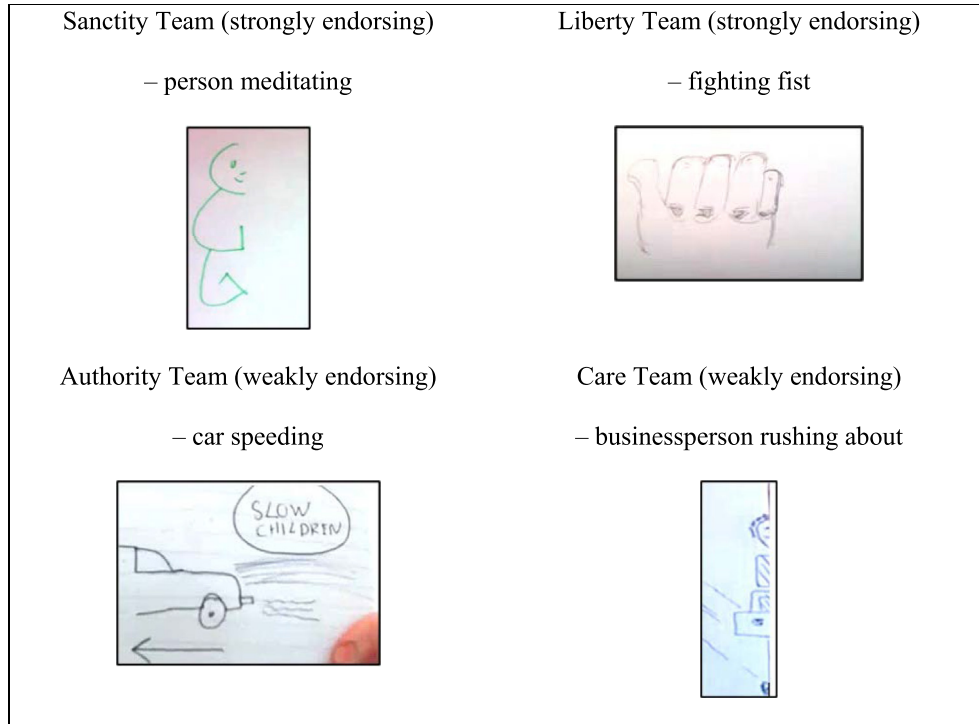 Sanctity Team (strongly endorsing)
– person meditating
Liberty Team (strongly endorsing)
– fighting fist
Authority Team (weakly endorsing)
– car speeding
SLOW
CHILDREN
Care Team (weakly endorsing)
– businessperson rushing about